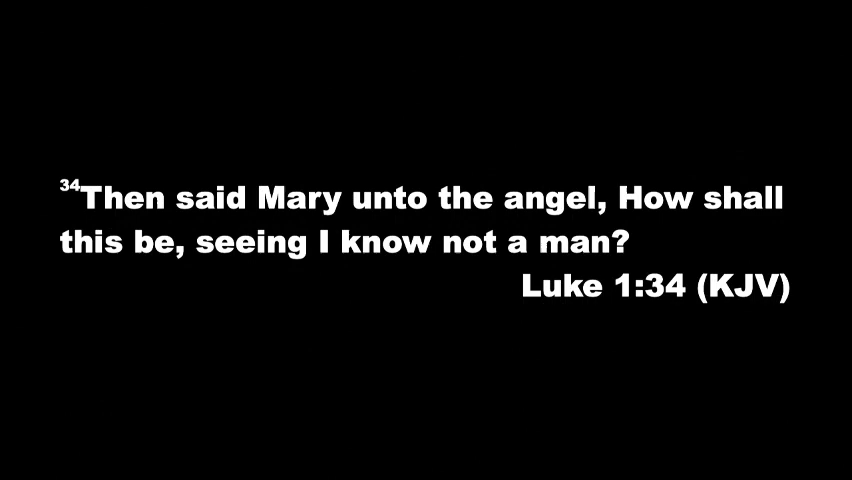 34Then said Mary unto the angel, How shall
this be, seeing I know not a man?
Luke 1:34 (KJV)